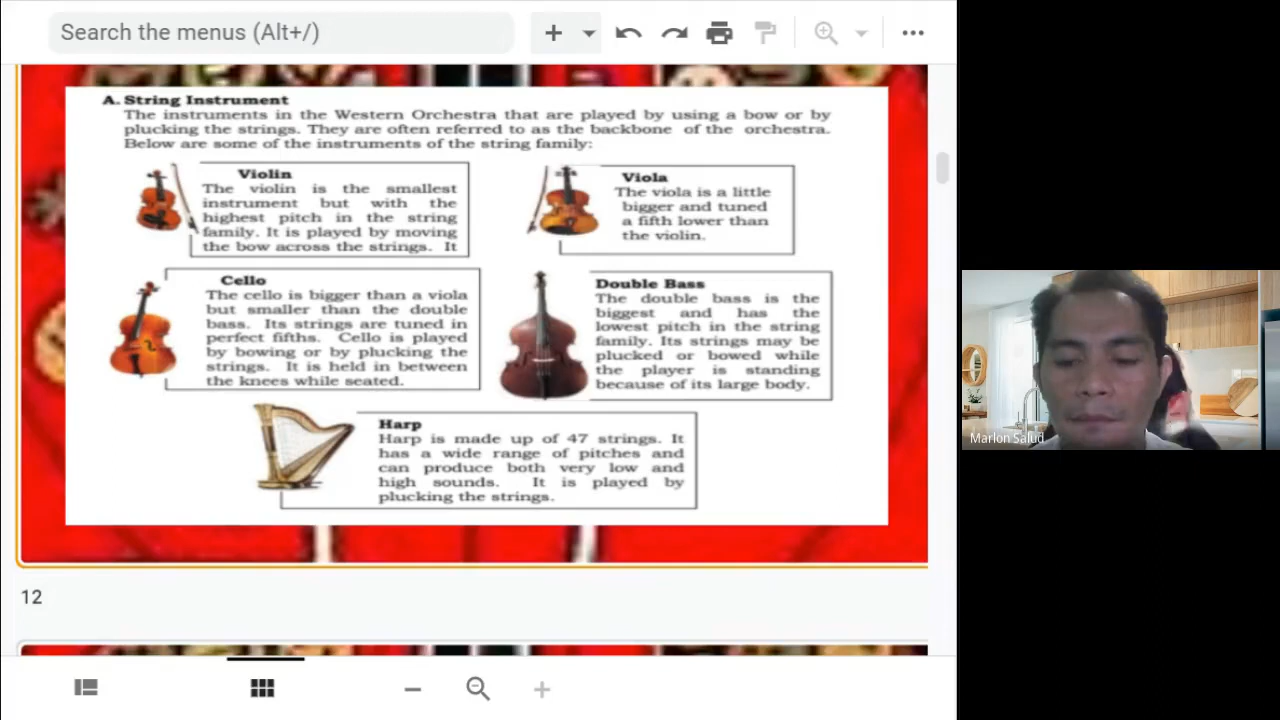 Search the menus (Alt+/)
A. String Instrument
The instruments in the Western Orchestra that are played by using a bow or by
plucking the strings. They are often referred to as the backbone of the orchestra.
Below are some of the instruments of the string family:
Violin
The violin is the smallest
instrument but with the
highest pitch in the string
family. It is played by moving
the bow across the strings. It
Viola
The viola is a little
bigger and tuned
a fifth lower than
the violin.
Cello
The cello is bigger than a viola
but smaller than the double
bass. Its strings are tuned in
perfect fifths. Cello is played
by bowing or by plucking the
strings. It is held in between
the knees while seated.
Double Bass
The double bass is the
biggest and has the
lowest pitch in the string
family. Its strings may be
plucked or bowed while
the player is standing
because of its large body.
Harp
Harp is made up of 47 strings. It
has a wide range of pitches and
can produce both very low and
high sounds. It is played by
plucking the strings.
12
Marlon Salud